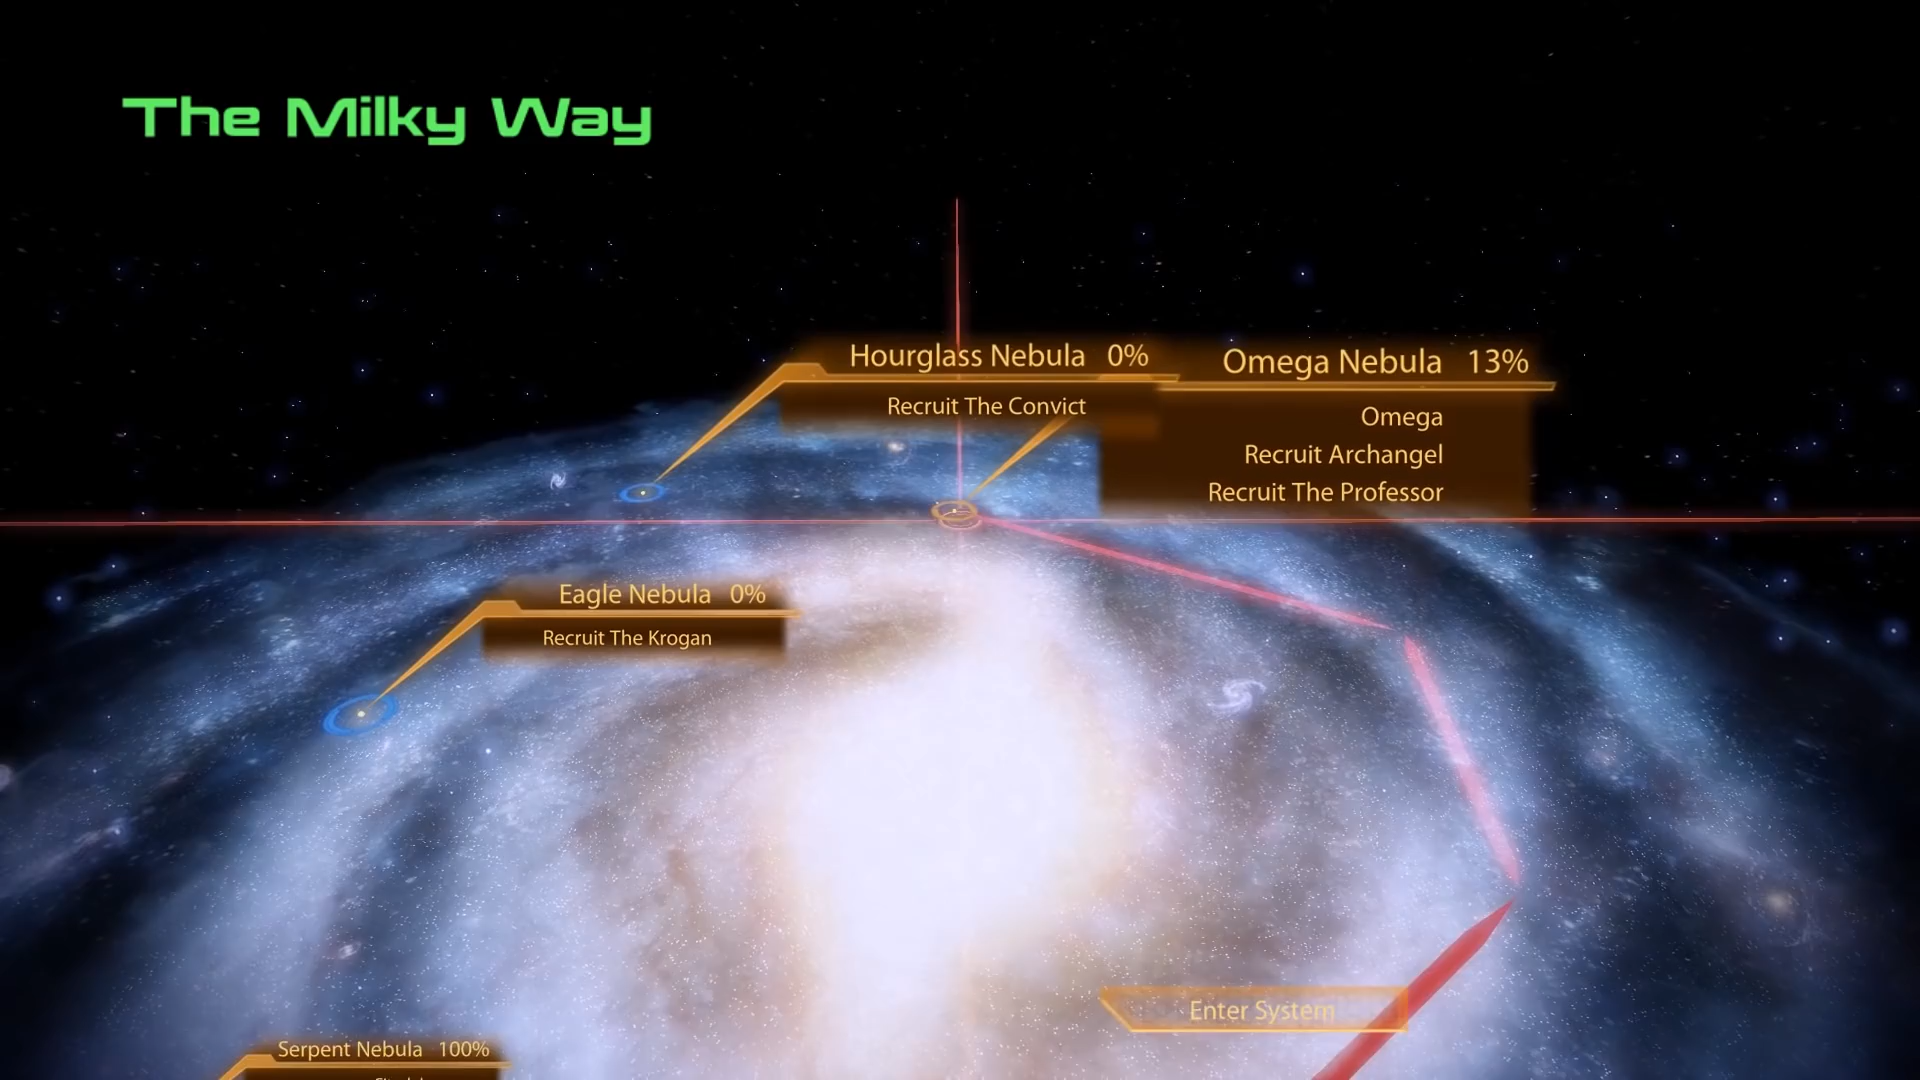 The Milky Way
Hourglass Nebula 0%
Recruit The Convict
Omega Nebula 13%
Omega
Recruit Archangel
Recruit The Professor
Eagle Nebula 0%
Recruit The Krogan
Enter System
Serpent Nebula 100%